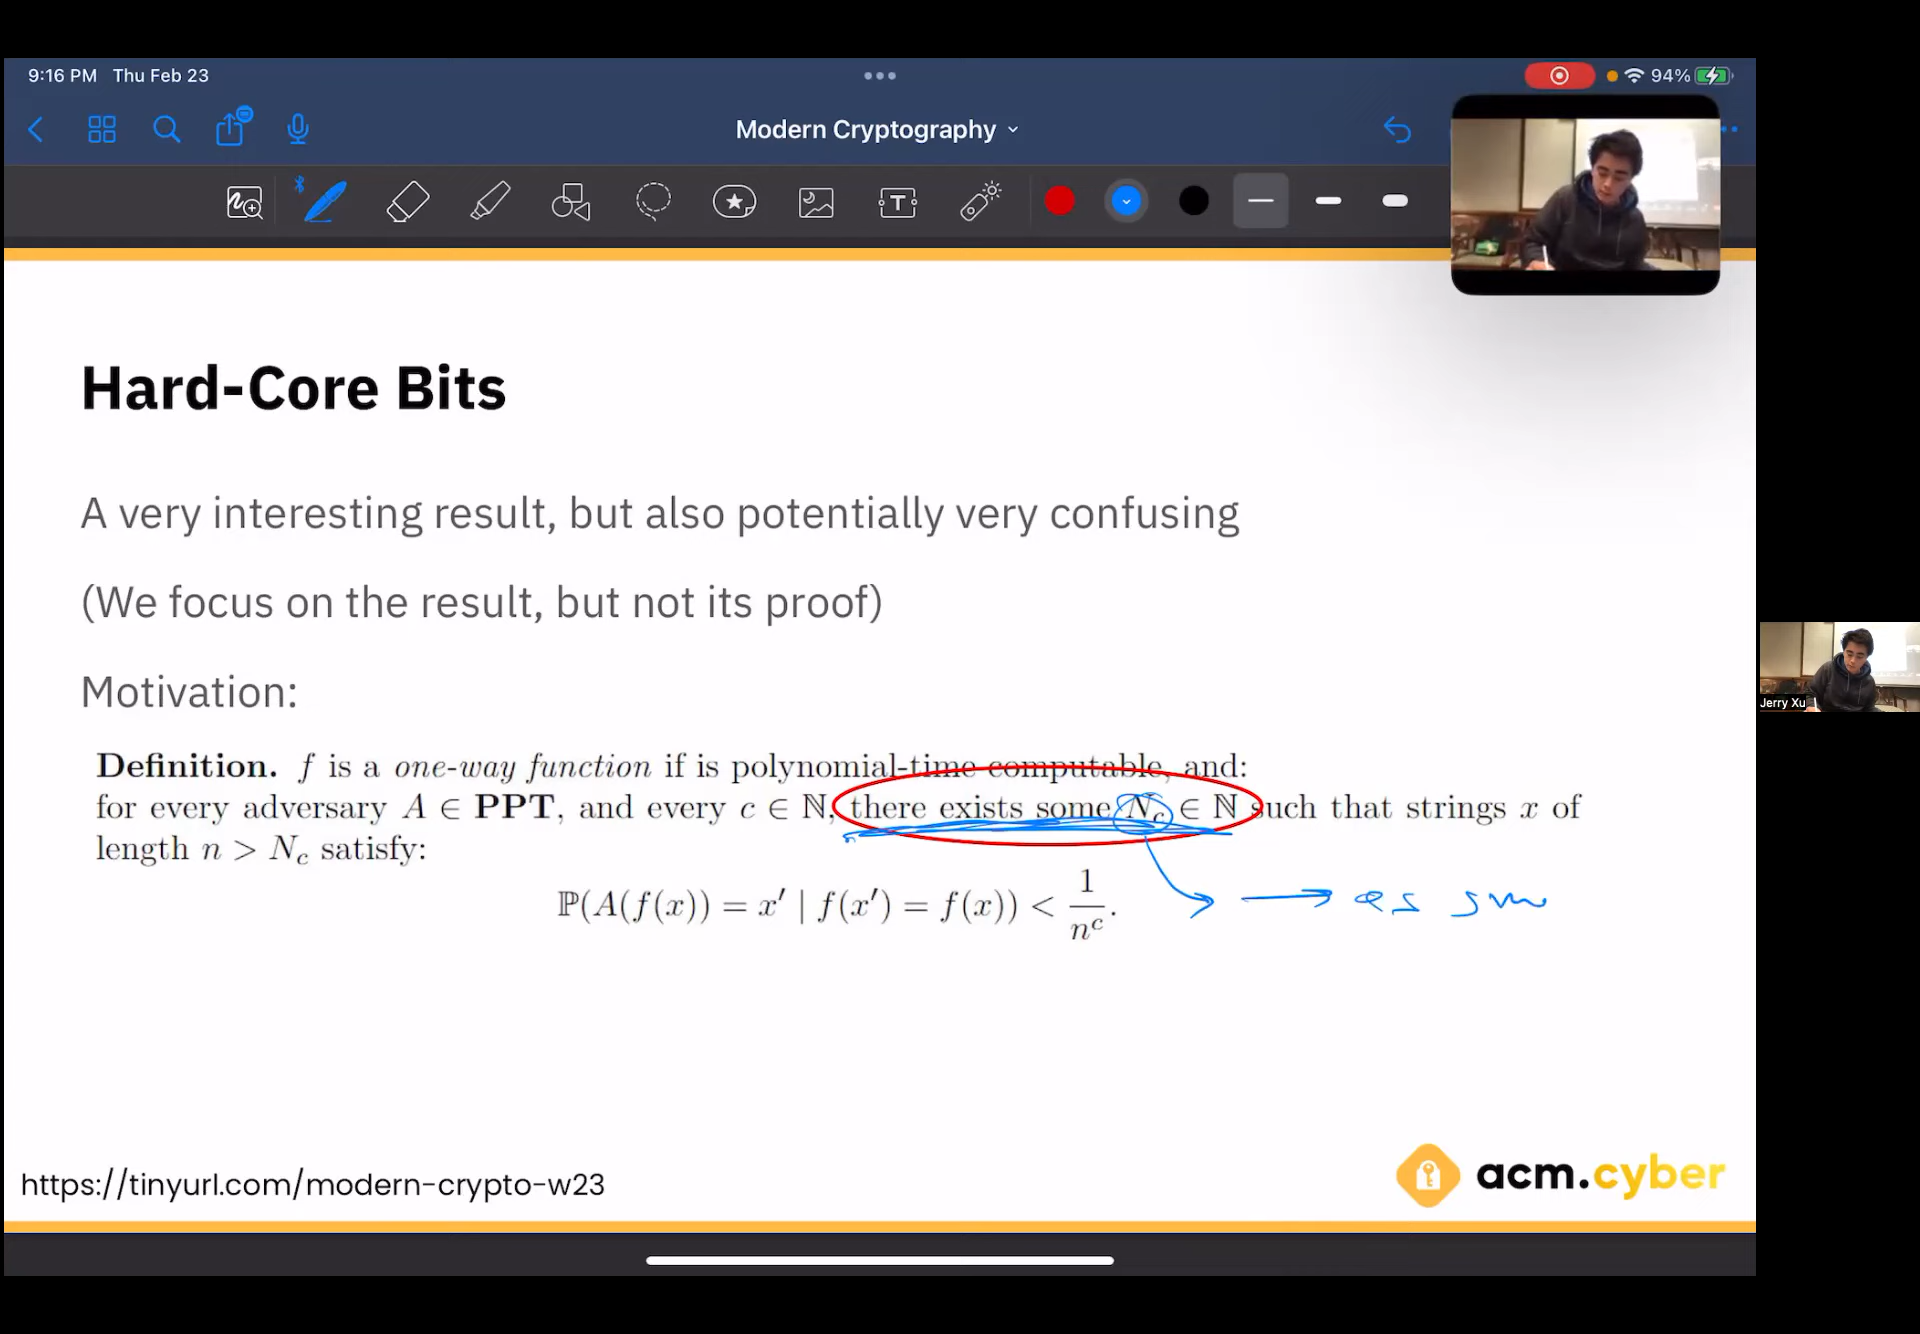 9:16 PM Thu Feb 23
94%
Modern Cryptography
T
Hard-Core Bits
A very interesting result, but also potentially very confusing
(We focus on the result, but not its proof)
Motivation:
Definition. f is a one-way function if is polynomial-time computable, and:
for every adversary A ∈ PPT, and every c ∈ ℕ, there exists some N_c ∈ ℕ such that strings x of
length n > N_c satisfy:
ℙ(A(f(x)) = x′ | f(x′) = f(x)) < 1/n^c.
as
Jerry Xu
https://tinyurl.com/modern-crypto-w23
acm.cyber